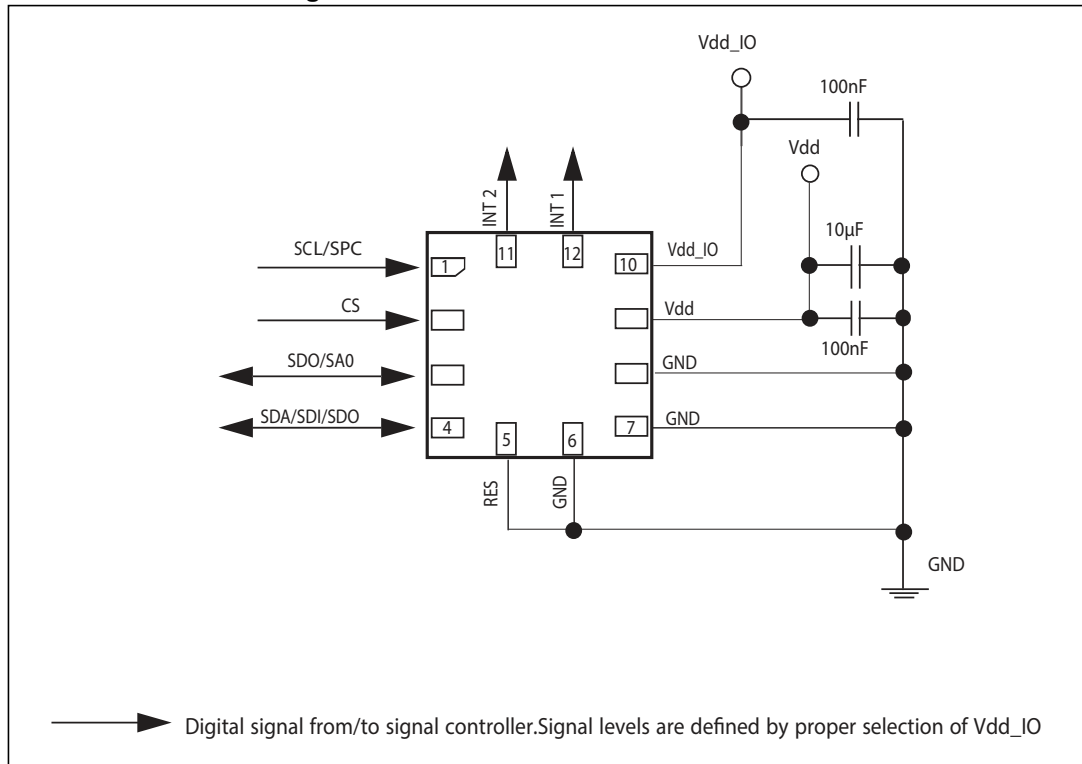 Vdd_IO
100nF
Vdd
INT 2
INT 1
10µF
SCL/SPC
1
11
12
10
Vdd_IO
CS
Vdd
100nF
SDO/SA0
GND
SDA/SDI/SDO
4
5
6
7
GND
RES
GND
GND
Digital signal from/to signal controller.Signal levels are defined by proper selection of Vdd_IO